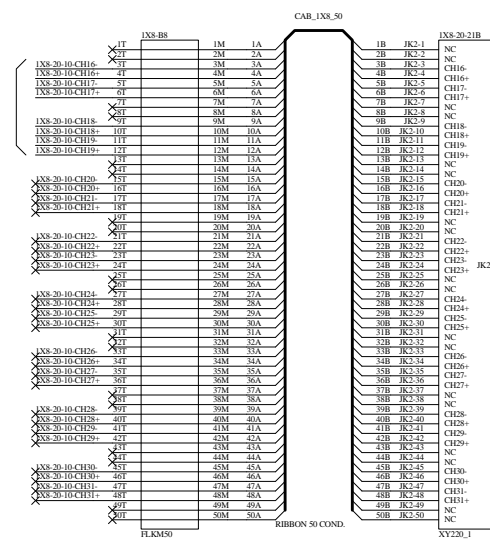 CAB_1X8_50
1X8-B8 1X8-20-21B
1T 1M 1A 1B JK2-1 NC
2T 2M 2A 2B JK2-2 NC
1X8-20-10-CH16- 3T 3M 3A 3B JK2-3 CH16-
1X8-20-10-CH16+ 4T 4M 4A 4B JK2-4 CH16+
1X8-20-10-CH17- 5T 5M 5A 5B JK2-5 CH17-
1X8-20-10-CH17+ 6T 6M 6A 6B JK2-6 CH17+
7T 7M 7A 7B JK2-7 NC
8T 8M 8A 8B JK2-8 NC
1X8-20-10-CH18- 9T 9M 9A 9B JK2-9 CH18-
1X8-20-10-CH18+ 10T 10M 10A 10B JK2-10 CH18+
1X8-20-10-CH19- 11T 11M 11A 11B JK2-11 CH19-
1X8-20-10-CH19+ 12T 12M 12A 12B JK2-12 CH19+
13T 13M 13A 13B JK2-13 NC
14T 14M 14A 14B JK2-14 NC
1X8-20-10-CH20- 15T 15M 15A 15B JK2-15 CH20-
1X8-20-10-CH20+ 16T 16M 16A 16B JK2-16 CH20+
1X8-20-10-CH21- 17T 17M 17A 17B JK2-17 CH21-
1X8-20-10-CH21+ 18T 18M 18A 18B JK2-18 CH21+
19T 19M 19A 19B JK2-19 NC
20T 20M 20A 20B JK2-20 NC
1X8-20-10-CH22- 21T 21M 21A 21B JK2-21 CH22-
1X8-20-10-CH22+ 22T 22M 22A 22B JK2-22 CH22+
1X8-20-10-CH23- 23T 23M 23A 23B JK2-23 CH23-
1X8-20-10-CH23+ 24T 24M 24A 24B JK2-24 CH23+ JK2
25T 25M 25A 25B JK2-25 NC
26T 26M 26A 26B JK2-26 NC
1X8-20-10-CH24- 27T 27M 27A 27B JK2-27 CH24-
1X8-20-10-CH24+ 28T 28M 28A 28B JK2-28 CH24+
1X8-20-10-CH25- 29T 29M 29A 29B JK2-29 CH25-
1X8-20-10-CH25+ 30T 30M 30A 30B JK2-30 CH25+
31T 31M 31A 31B JK2-31 NC
32T 32M 32A 32B JK2-32 NC
1X8-20-10-CH26- 33T 33M 33A 33B JK2-33 CH26-
1X8-20-10-CH26+ 34T 34M 34A 34B JK2-34 CH26+
1X8-20-10-CH27- 35T 35M 35A 35B JK2-35 CH27-
1X8-20-10-CH27+ 36T 36M 36A 36B JK2-36 CH27+
37T 37M 37A 37B JK2-37 NC
38T 38M 38A 38B JK2-38 NC
1X8-20-10-CH28- 39T 39M 39A 39B JK2-39 CH28-
1X8-20-10-CH28+ 40T 40M 40A 40B JK2-40 CH28+
1X8-20-10-CH29- 41T 41M 41A 41B JK2-41 CH29-
1X8-20-10-CH29+ 42T 42M 42A 42B JK2-42 CH29+
43T 43M 43A 43B JK2-43 NC
44T 44M 44A 44B JK2-44 NC
1X8-20-10-CH30- 45T 45M 45A 45B JK2-45 CH30-
1X8-20-10-CH30+ 46T 46M 46A 46B JK2-46 CH30+
1X8-20-10-CH31- 47T 47M 47A 47B JK2-47 CH31-
1X8-20-10-CH31+ 48T 48M 48A 48B JK2-48 CH31+
49T 49M 49A 49B JK2-49 NC
50T 50M 50A 50B JK2-50 NC
RIBBON 50 COND.
FLKM50 XY220_1